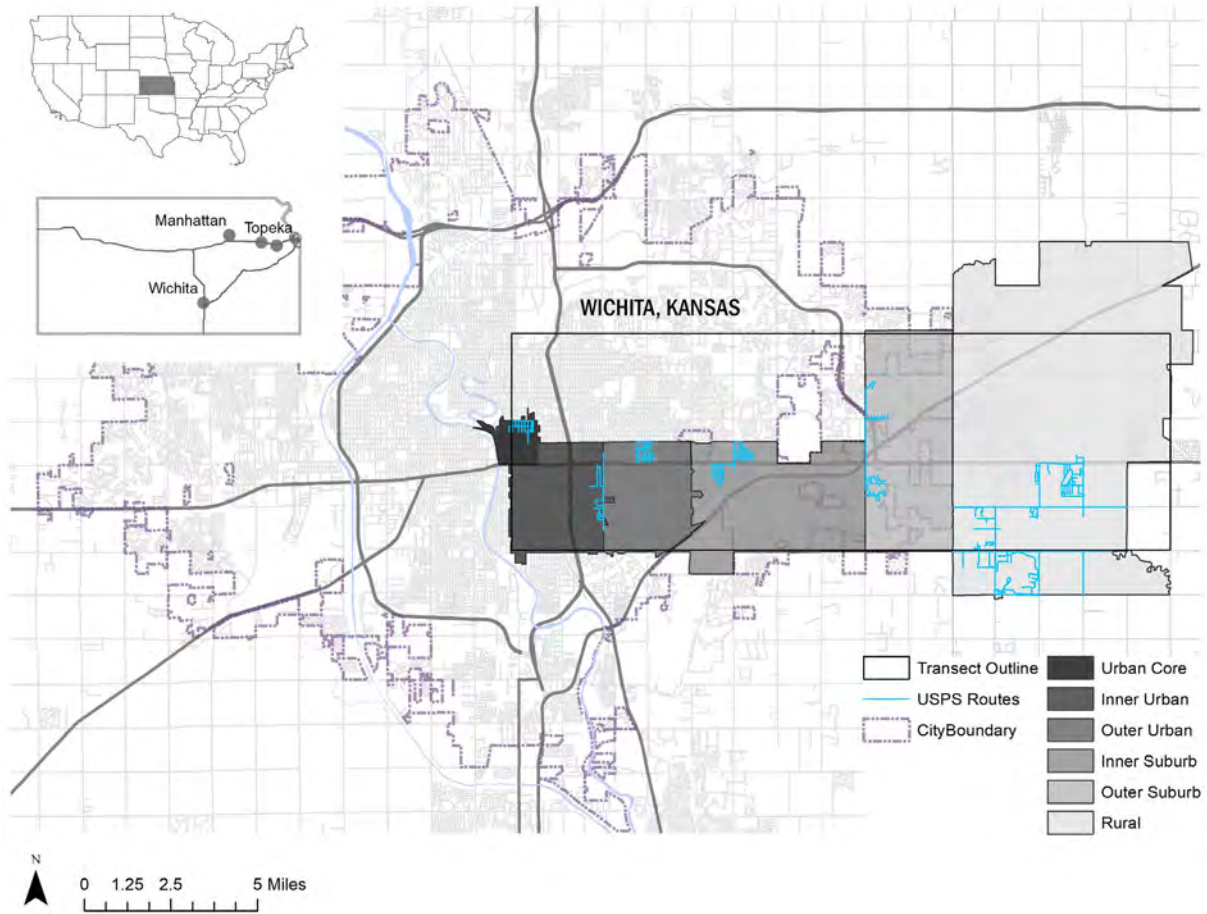 Manhattan
Topeka
Wichita
WICHITA, KANSAS
Transect Outline
USPS Routes
CityBoundary
Urban Core
Inner Urban
Outer Urban
Inner Suburb
Outer Suburb
Rural
N
0 1.25 2.5 5 Miles